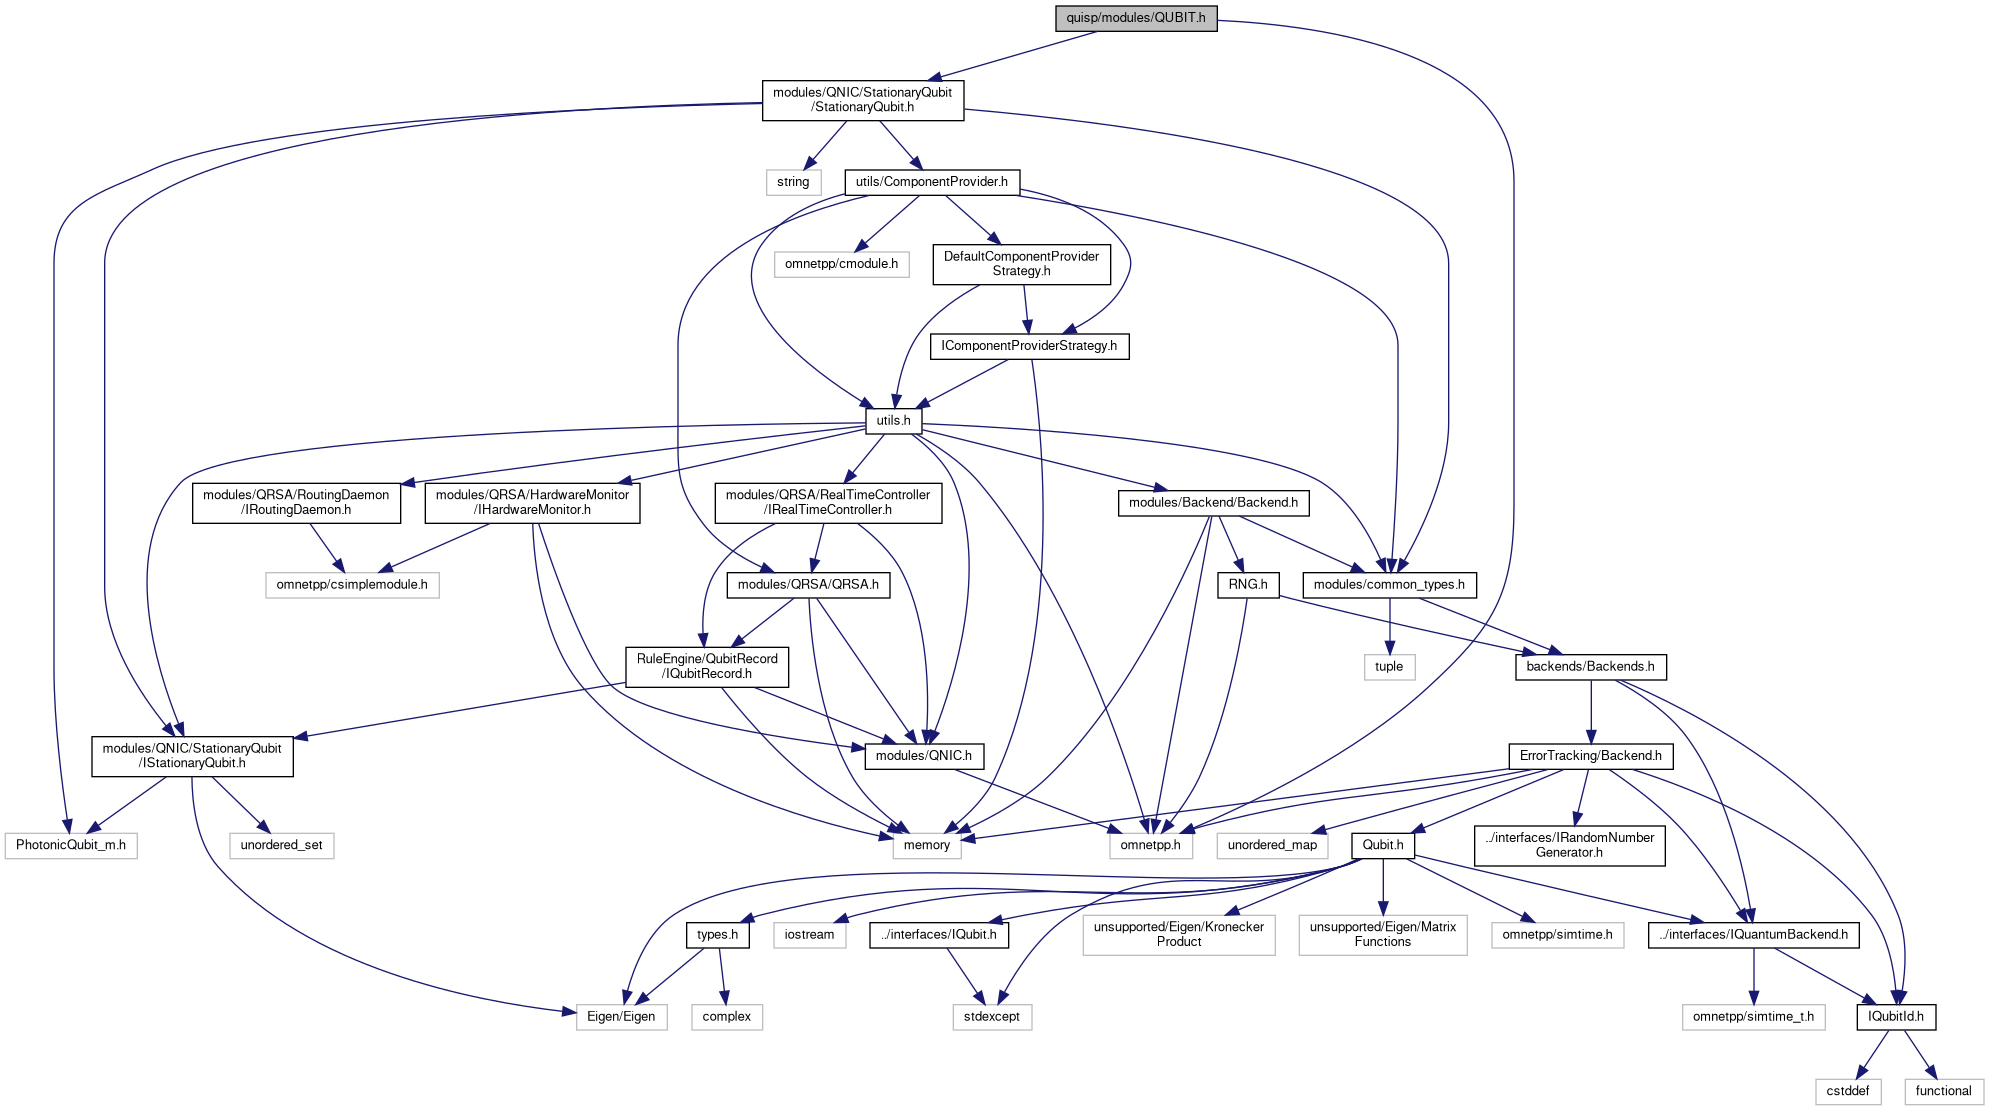 quisp/modules/QUBIT.h
modules/QNIC/StationaryQubit
/StationaryQubit.h
string
utils/ComponentProvider.h
omnetpp/cmodule.h
DefaultComponentProvider
Strategy.h
IComponentProviderStrategy.h
utils.h
modules/QRSA/RoutingDaemon
/IRoutingDaemon.h
modules/QRSA/HardwareMonitor
/IHardwareMonitor.h
modules/QRSA/RealTimeController
/IRealTimeController.h
modules/Backend/Backend.h
omnetpp/csimplemodule.h
modules/QRSA/QRSA.h
RNG.h
modules/common_types.h
RuleEngine/QubitRecord
/IQubitRecord.h
tuple
backends/Backends.h
modules/QNIC/StationaryQubit
/IStationaryQubit.h
modules/QNIC.h
ErrorTracking/Backend.h
PhotonicQubit_m.h
unordered_set
memory
omnetpp.h
unordered_map
Qubit.h
../interfaces/IRandomNumber
Generator.h
types.h
iostream
../interfaces/IQubit.h
unsupported/Eigen/Kronecker
Product
unsupported/Eigen/Matrix
Functions
omnetpp/simtime.h
../interfaces/IQuantumBackend.h
Eigen/Eigen
complex
stdexcept
omnetpp/simtime_t.h
IQubitId.h
cstddef
functional